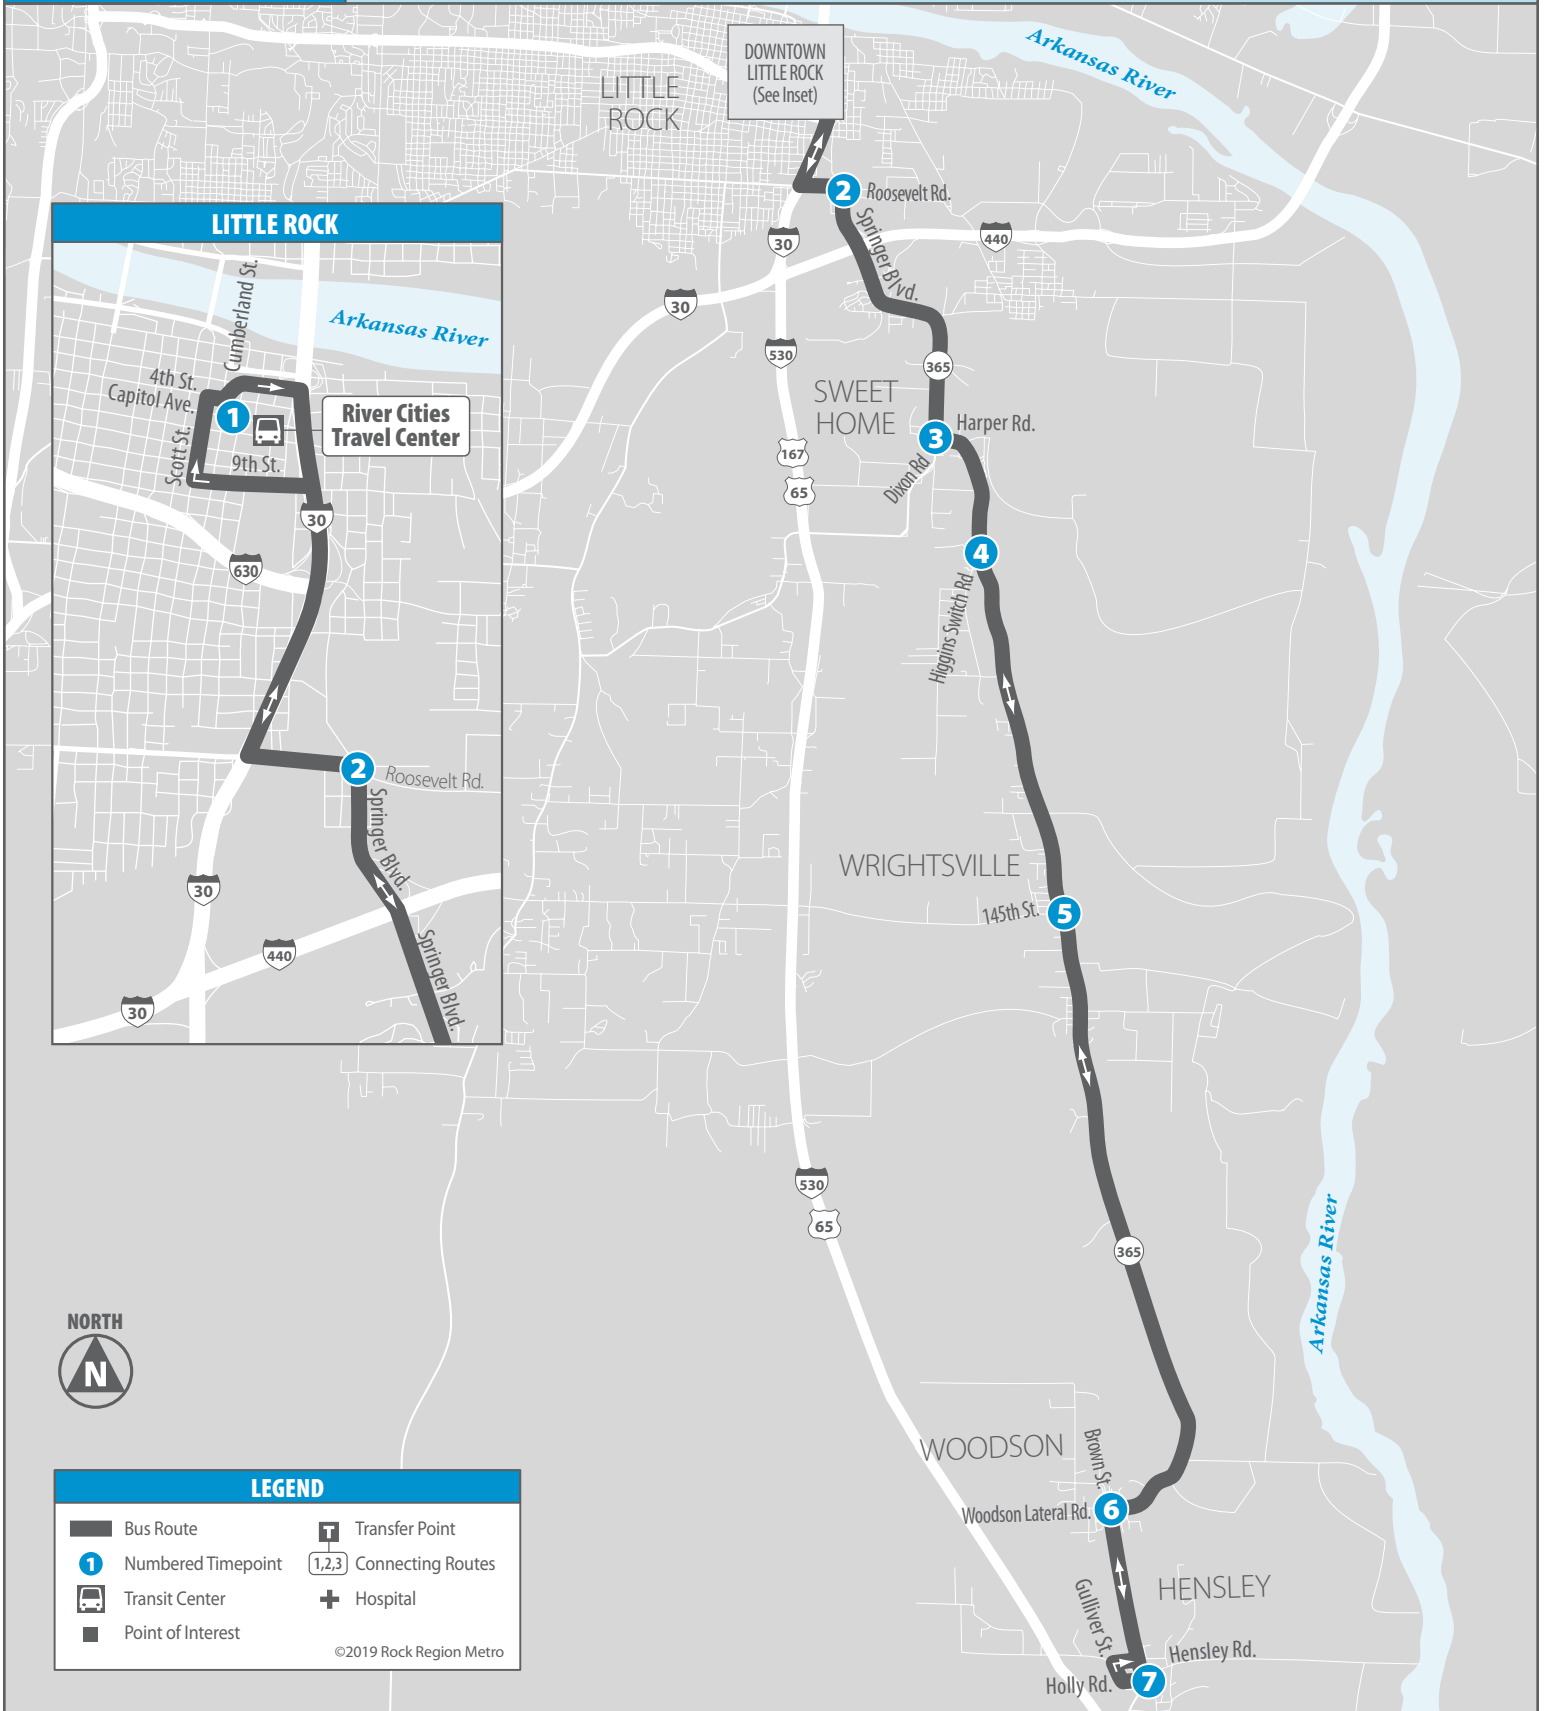 Arkansas River
DOWNTOWN
LITTLE ROCK
(See Inset)
LITTLE
ROCK
2
Roosevelt Rd.
Springer Blvd.
30
440
30
530
365
SWEET
HOME
3
Harper Rd.
Dixon Rd
167
65
4
Higgins Switch Rd
WRIGHTSVILLE
145th St.
5
530
65
365
Arkansas River
WOODSON
Brown St.
Woodson Lateral Rd.
6
HENSLEY
Gulliver St.
Hensley Rd.
Holly Rd.
7
LITTLE ROCK
Cumberland St.
Arkansas River
4th St.
Capitol Ave.
1
River Cities
Travel Center
Scott St.
9th St.
30
630
2
Roosevelt Rd.
Springer Blvd.
30
440
Springer Blvd.
30
NORTH
N
LEGEND
Bus Route
T Transfer Point
1 Numbered Timepoint
1,2,3 Connecting Routes
Transit Center
Hospital
Point of Interest
©2019 Rock Region Metro